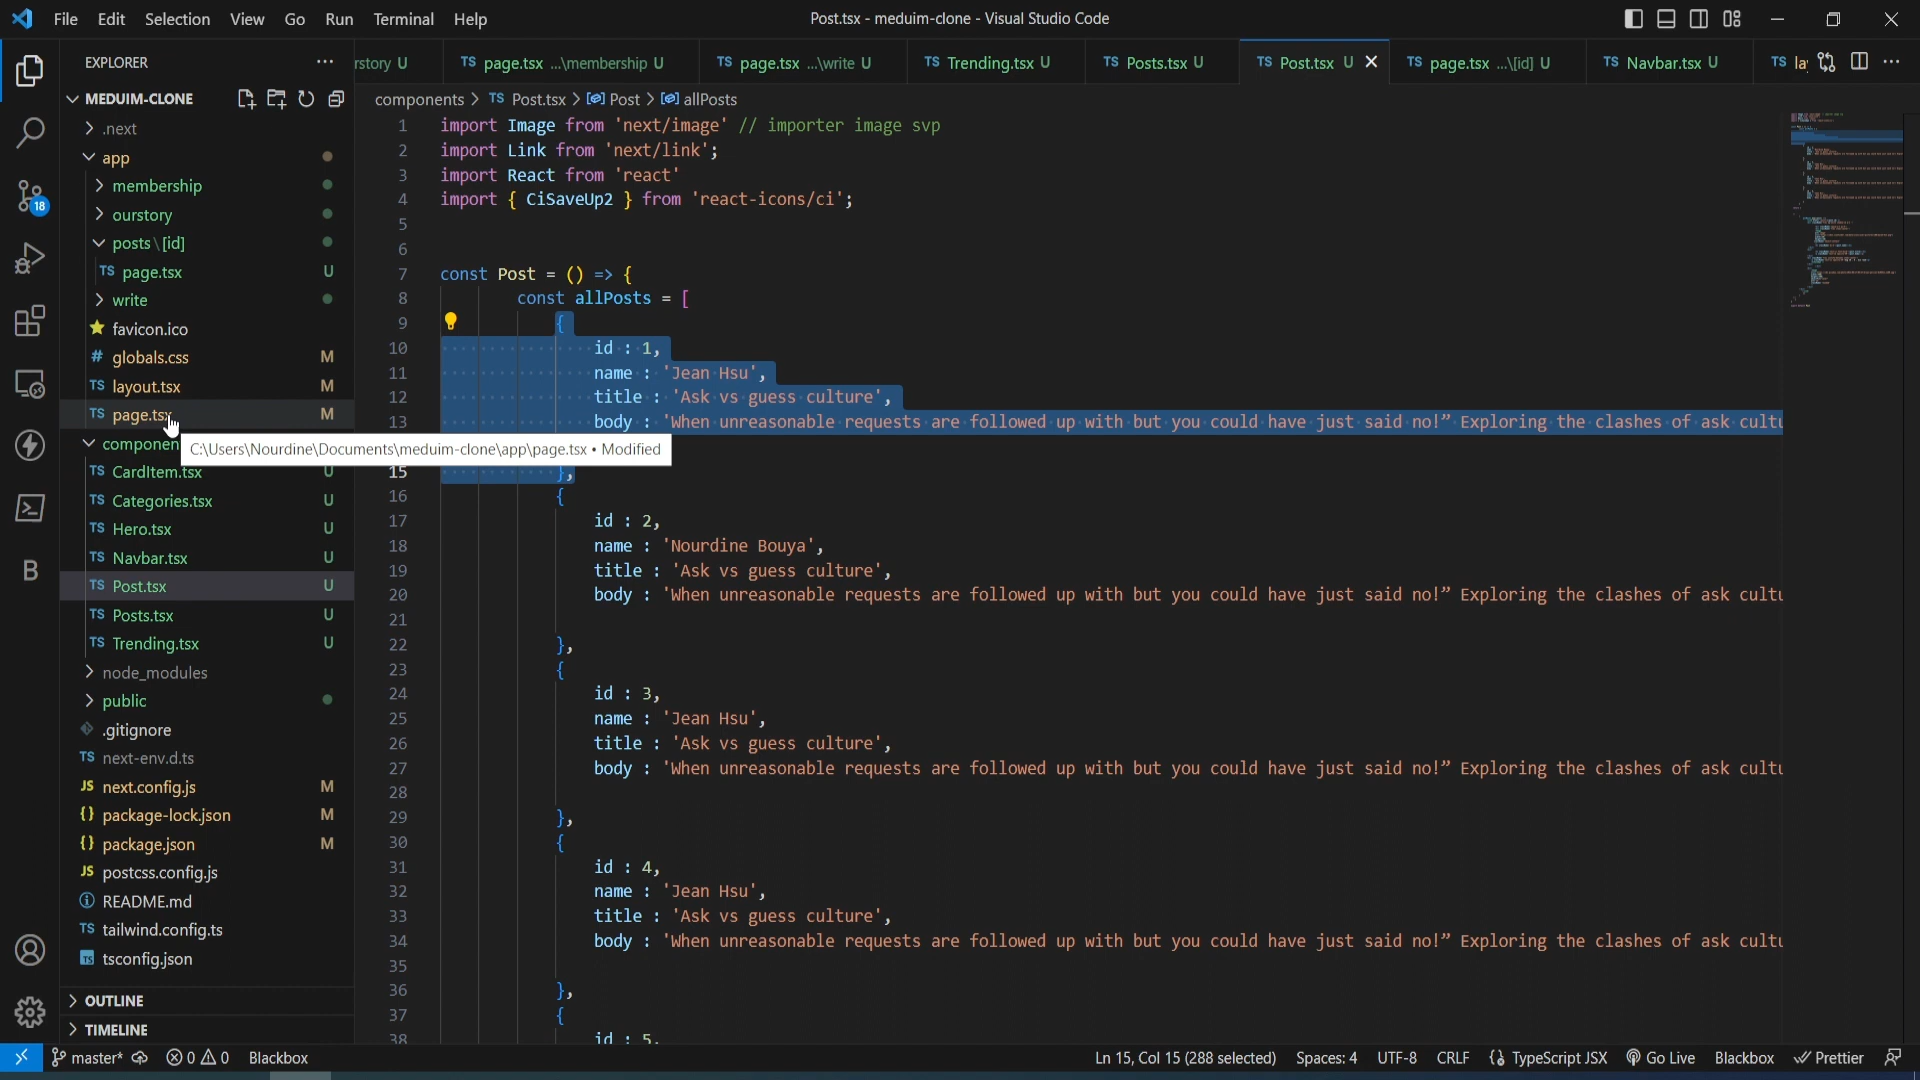 File Edit Selection View Go Run Terminal Help
Post.tsx - meduim-clone - Visual Studio Code
EXPLORER
story U
TS page.tsx ...\membership U
TS page.tsx ...\write U
TS Trending.tsx U
TS Posts.tsx U
TS Post.tsx U
TS page.tsx ...\[id] U
TS Navbar.tsx U
TS la
MEDUIM-CLONE
.next
app
membership
ourstory
posts\[id]
TS page.tsx U
write
favicon.ico
# globals.css M
TS layout.tsx M
TS page.tsx M
componen
C:\Users\Nourdine\Documents\meduim-clone\app\page.tsx • Modified
TS CardItem.tsx U
TS Categories.tsx U
TS Hero.tsx U
TS Navbar.tsx U
TS Post.tsx U
TS Posts.tsx U
TS Trending.tsx U
node_modules
public
.gitignore
TS next-env.d.ts
JS next.config.js M
{} package-lock.json M
{} package.json M
JS postcss.config.js
README.md
TS tailwind.config.ts
TS tsconfig.json
OUTLINE
TIMELINE
18
B
components > TS Post.tsx > Post > allPosts
1 import Image from 'next/image' // importer image svp
2 import Link from 'next/link';
3 import React from 'react'
4 import { CiSaveUp2 } from 'react-icons/ci';
5
6
7 const Post = () => {
8 const allPosts = [
9 {
10 id : 1,
11 name : 'Jean Hsu',
12 title : 'Ask vs guess culture',
13 body : 'When unreasonable requests are followed up with but you could have just said no!” Exploring the clashes of ask cultu
15 },
16 {
17 id : 2,
18 name : 'Nourdine Bouya',
19 title : 'Ask vs guess culture',
20 body : 'When unreasonable requests are followed up with but you could have just said no!” Exploring the clashes of ask cultu
21
22 },
23 {
24 id : 3,
25 name : 'Jean Hsu',
26 title : 'Ask vs guess culture',
27 body : 'When unreasonable requests are followed up with but you could have just said no!” Exploring the clashes of ask cultu
28
29 },
30 {
31 id : 4,
32 name : 'Jean Hsu',
33 title : 'Ask vs guess culture',
34 body : 'When unreasonable requests are followed up with but you could have just said no!” Exploring the clashes of ask cultu
35
36 },
37 {
38 id : 5,
master* 0 0 Blackbox
Ln 15, Col 15 (288 selected) Spaces: 4 UTF-8 CRLF {} TypeScript JSX Go Live Blackbox Prettier